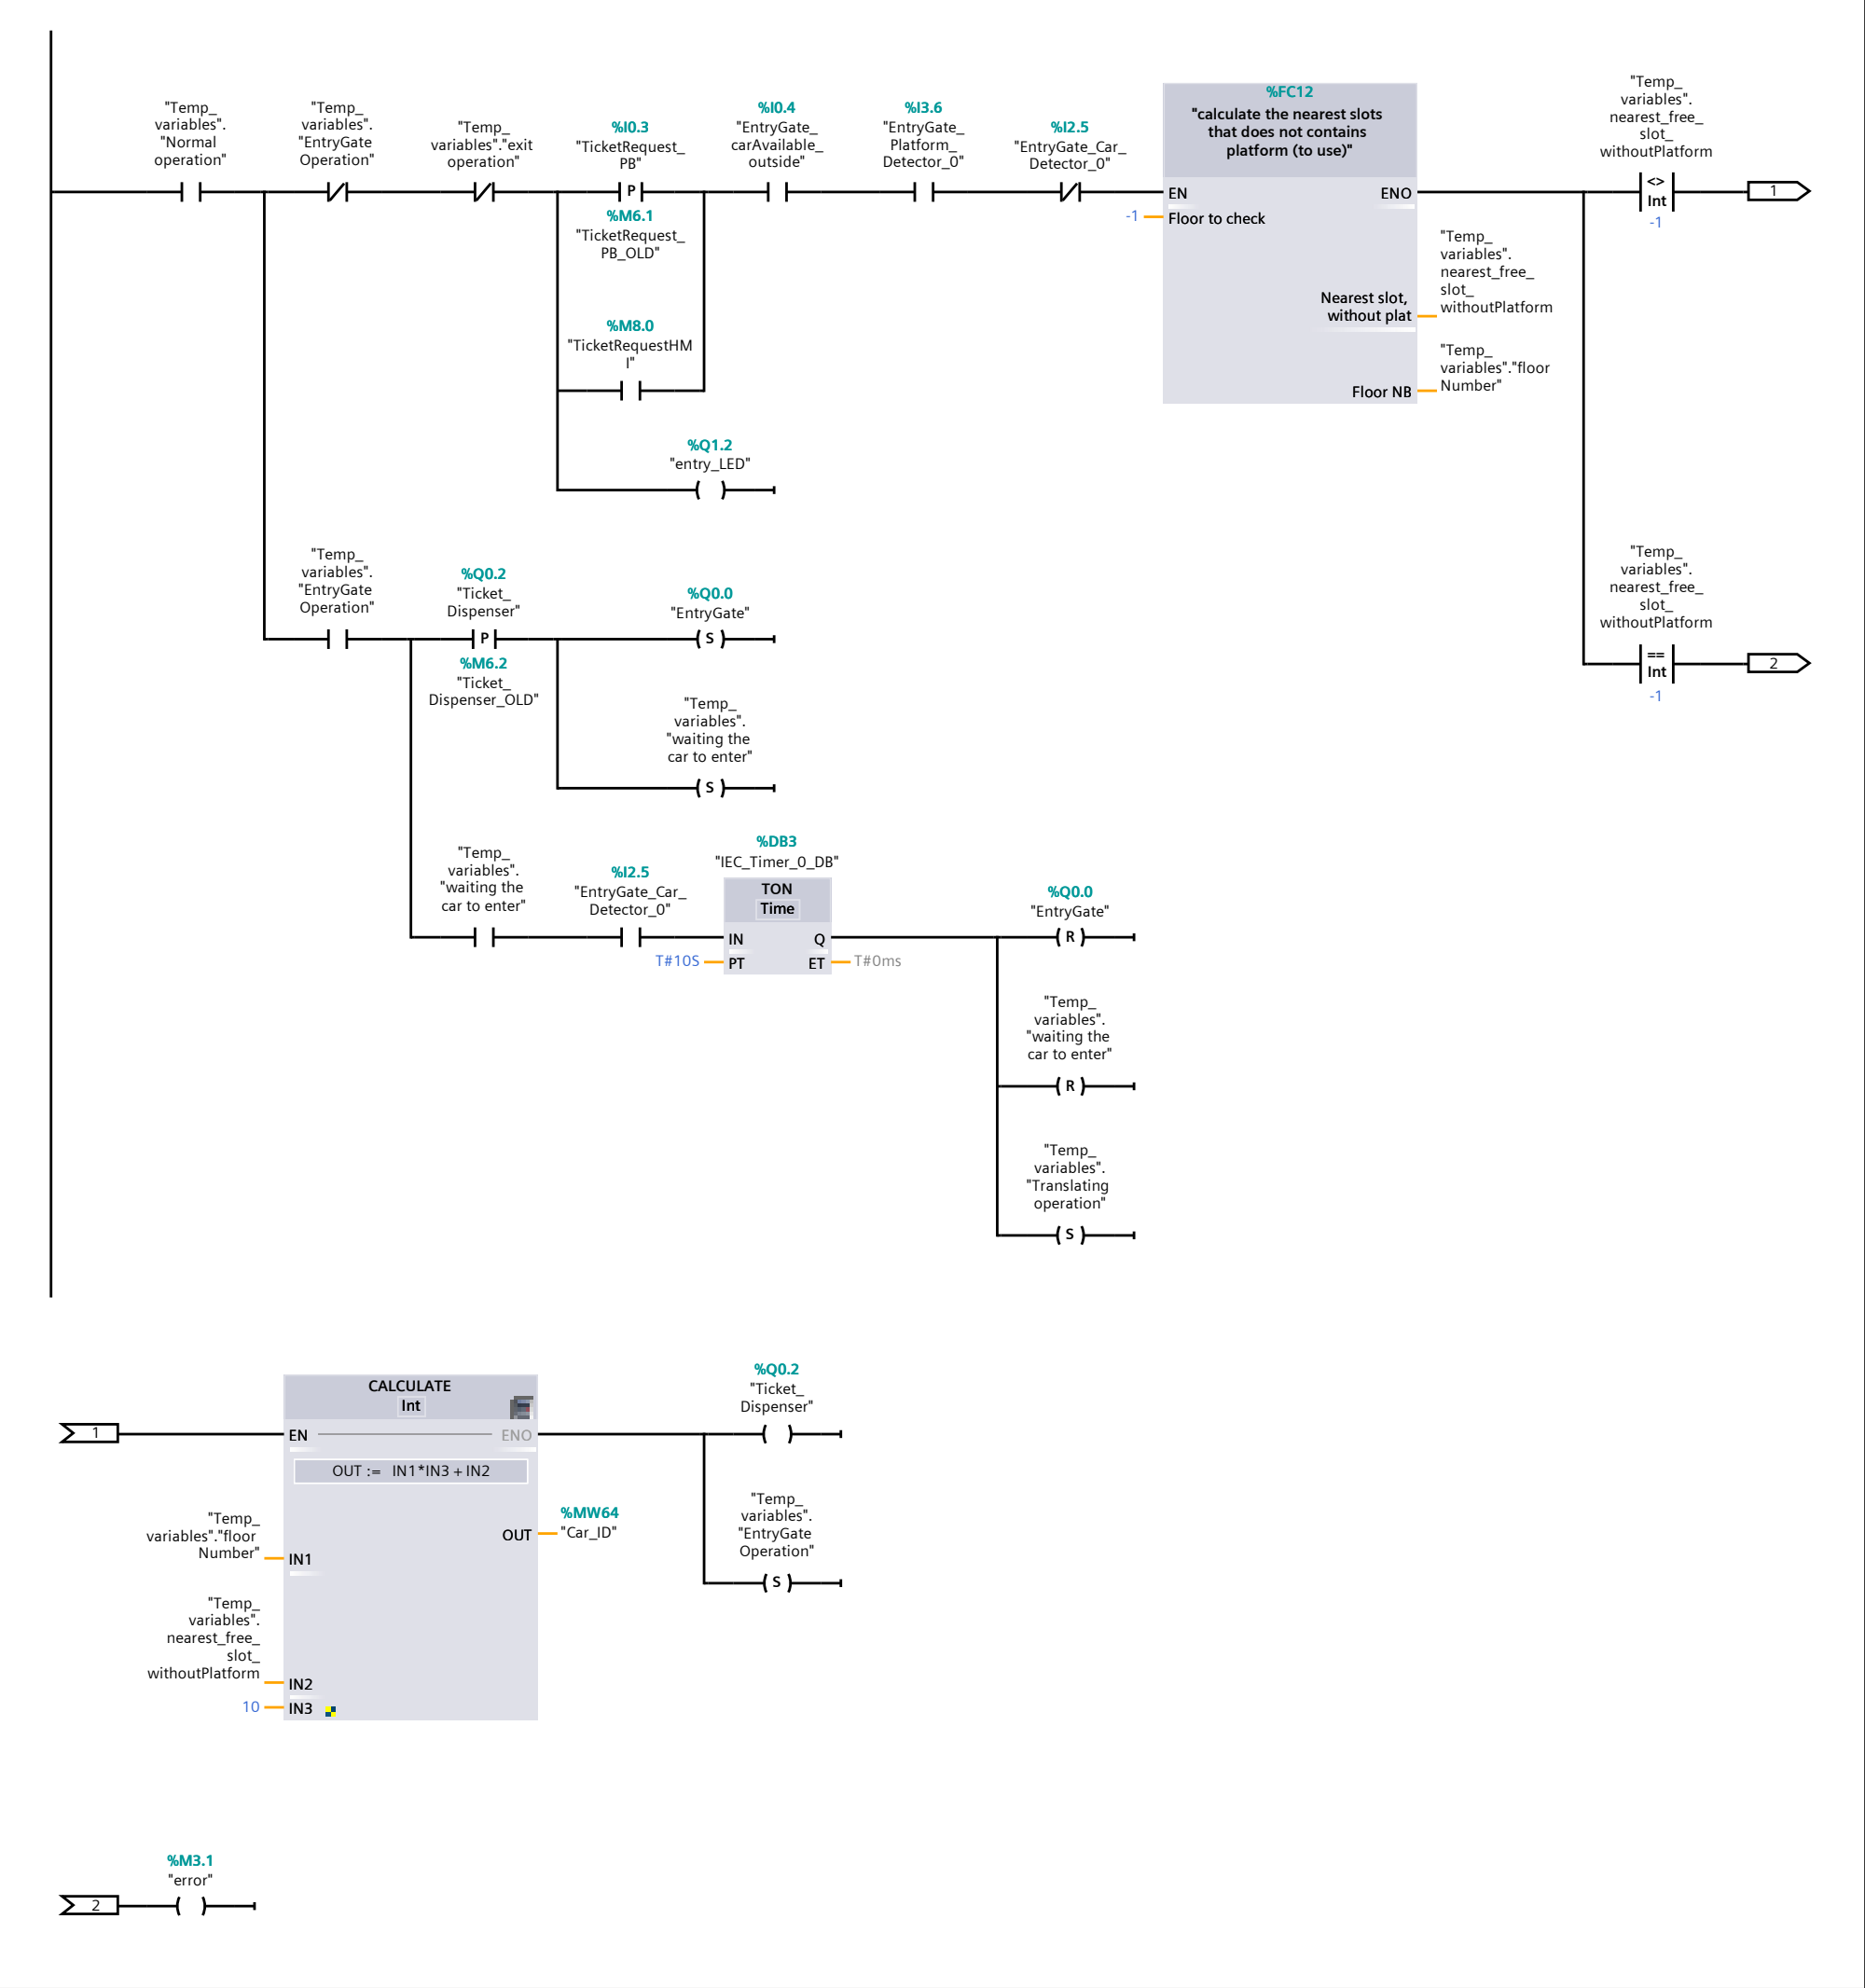 "Temp_
variables".
"Normal
operation"
"Temp_
variables".
"EntryGate
Operation"
"Temp_
variables"."exit
operation"
%I0.3
"TicketRequest_
PB"
P
%M6.1
"TicketRequest_
PB_OLD"
%M8.0
"TicketRequestHM
I"
%Q1.2
"entry_LED"
%I0.4
"EntryGate_
carAvailable_
outside"
%I3.6
"EntryGate_
Platform_
Detector_0"
%I2.5
"EntryGate_Car_
Detector_0"
%FC12
"calculate the nearest slots
that does not contains
platform (to use)"
EN
ENO
-1
Floor to check
Nearest slot,
without plat
"Temp_
variables".
nearest_free_
slot_
withoutPlatform
Floor NB
"Temp_
variables"."floor
Number"
"Temp_
variables".
nearest_free_
slot_
withoutPlatform
<>
Int
-1
1
"Temp_
variables".
nearest_free_
slot_
withoutPlatform
==
Int
-1
2
"Temp_
variables".
"EntryGate
Operation"
%Q0.2
"Ticket_
Dispenser"
P
%M6.2
"Ticket_
Dispenser_OLD"
%Q0.0
"EntryGate"
S
"Temp_
variables".
"waiting the
car to enter"
S
"Temp_
variables".
"waiting the
car to enter"
%I2.5
"EntryGate_Car_
Detector_0"
%DB3
"IEC_Timer_0_DB"
TON
Time
IN
Q
T#10S
PT
ET
T#0ms
%Q0.0
"EntryGate"
R
"Temp_
variables".
"waiting the
car to enter"
R
"Temp_
variables".
"Translating
operation"
S
1
CALCULATE
Int
EN
ENO
OUT := IN1*IN3+IN2
"Temp_
variables"."floor
Number"
IN1
OUT
%MW64
"Car_ID"
"Temp_
variables".
nearest_free_
slot_
withoutPlatform
IN2
10
IN3
%Q0.2
"Ticket_
Dispenser"
"Temp_
variables".
"EntryGate
Operation"
S
2
%M3.1
"error"